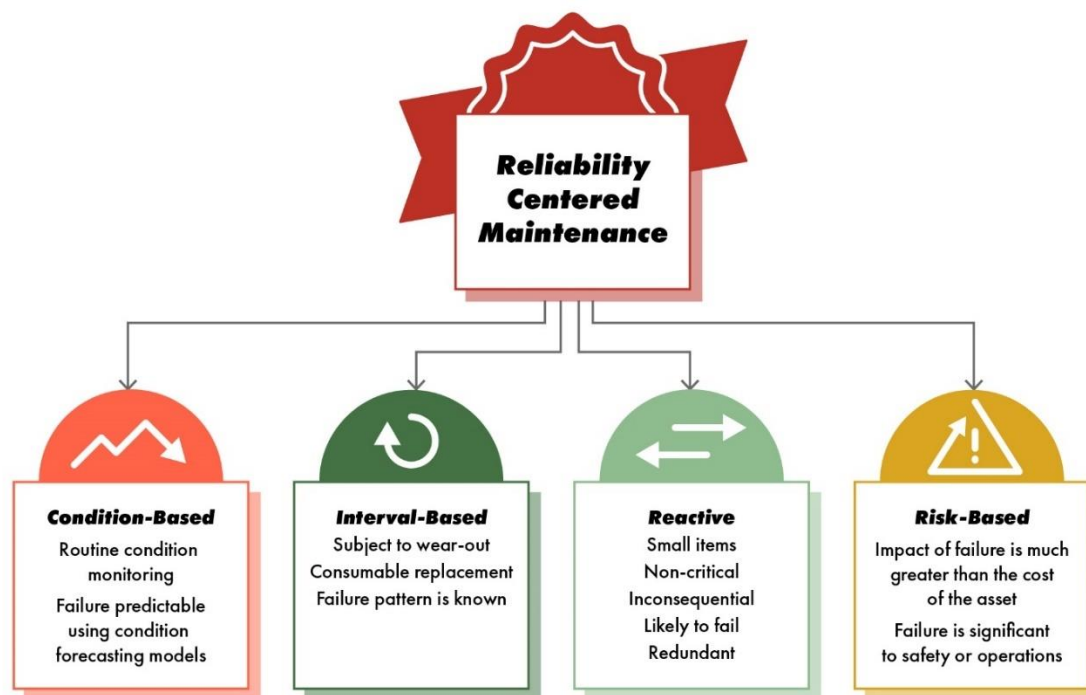 Reliability
Centered
Maintenance
Condition-Based
Routine condition
monitoring
Failure predictable
using condition
forecasting models
Interval-Based
Subject to wear-out
Consumable replacement
Failure pattern is known
Reactive
Small items
Non-critical
Inconsequential
Likely to fail
Redundant
Risk-Based
Impact of failure is much
greater than the cost
of the asset
Failure is significant
to safety or operations